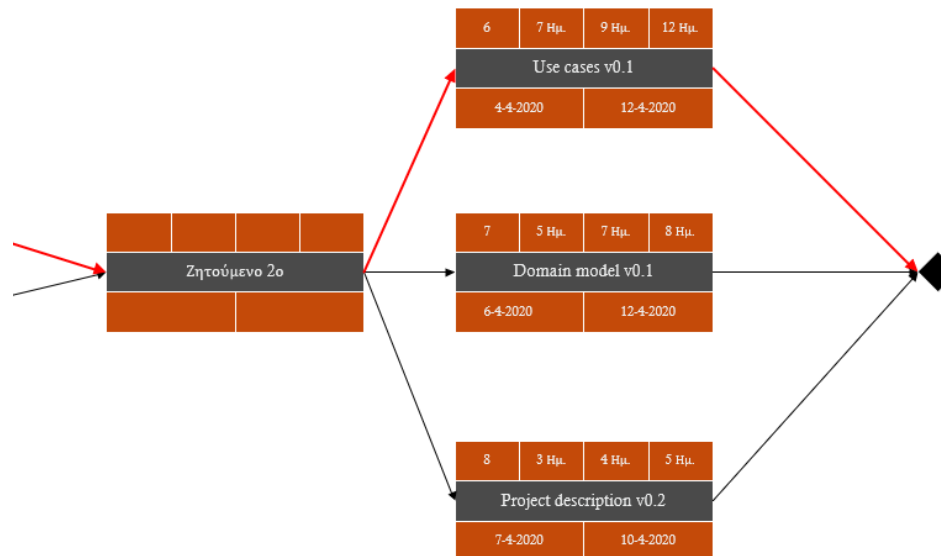 6 7 Ημ. 9 Ημ. 12 Ημ.
Use cases v0.1
4-4-2020 12-4-2020
Ζητούμενο 2ο
7 5 Ημ. 7 Ημ. 8 Ημ.
Domain model v0.1
6-4-2020 12-4-2020
8 3 Ημ. 4 Ημ. 5 Ημ.
Project description v0.2
7-4-2020 10-4-2020